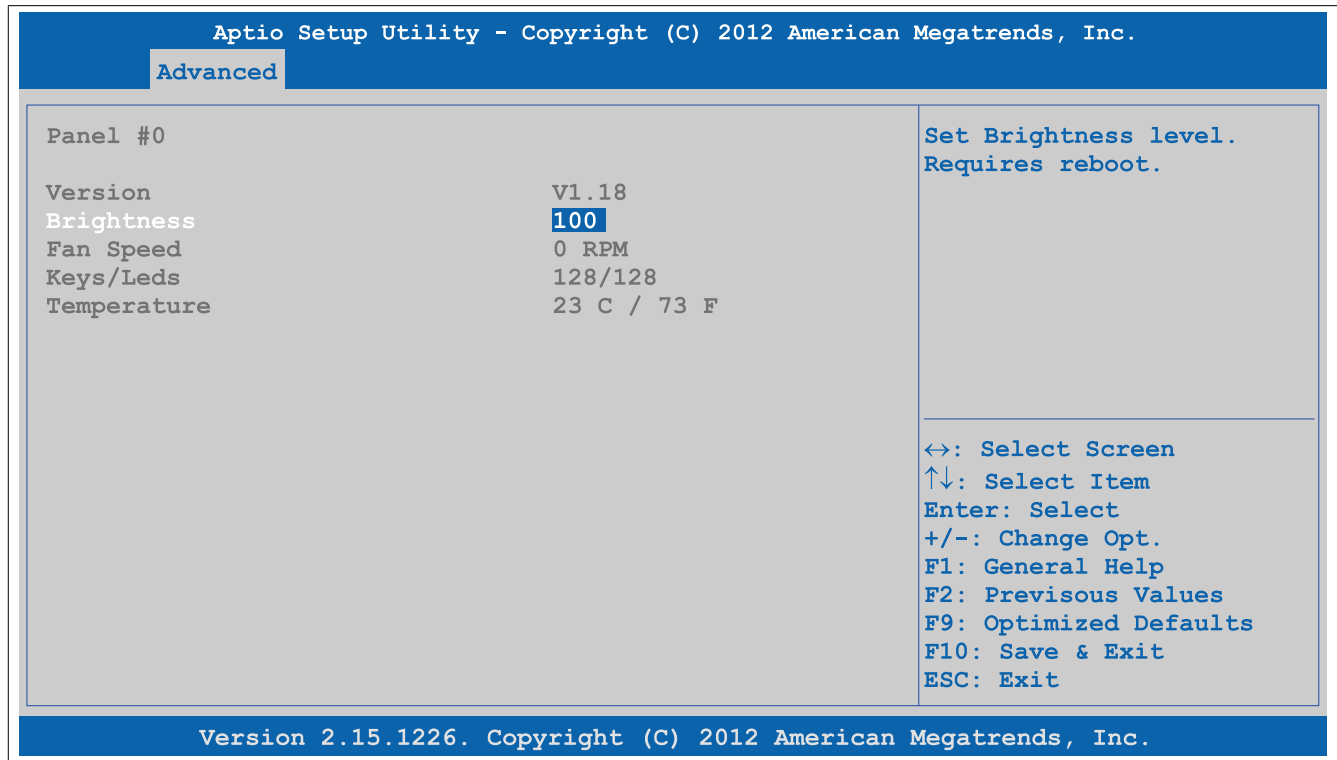 Aptio Setup Utility - Copyright (C) 2012 American Megatrends, Inc.
Advanced
Panel #0
Version V1.18
Brightness 100
Fan Speed 0 RPM
Keys/Leds 128/128
Temperature 23 C / 73 F
Set Brightness level.
Requires reboot.
↔: Select Screen
↑↓: Select Item
Enter: Select
+/-: Change Opt.
F1: General Help
F2: Previsous Values
F9: Optimized Defaults
F10: Save & Exit
ESC: Exit
Version 2.15.1226. Copyright (C) 2012 American Megatrends, Inc.